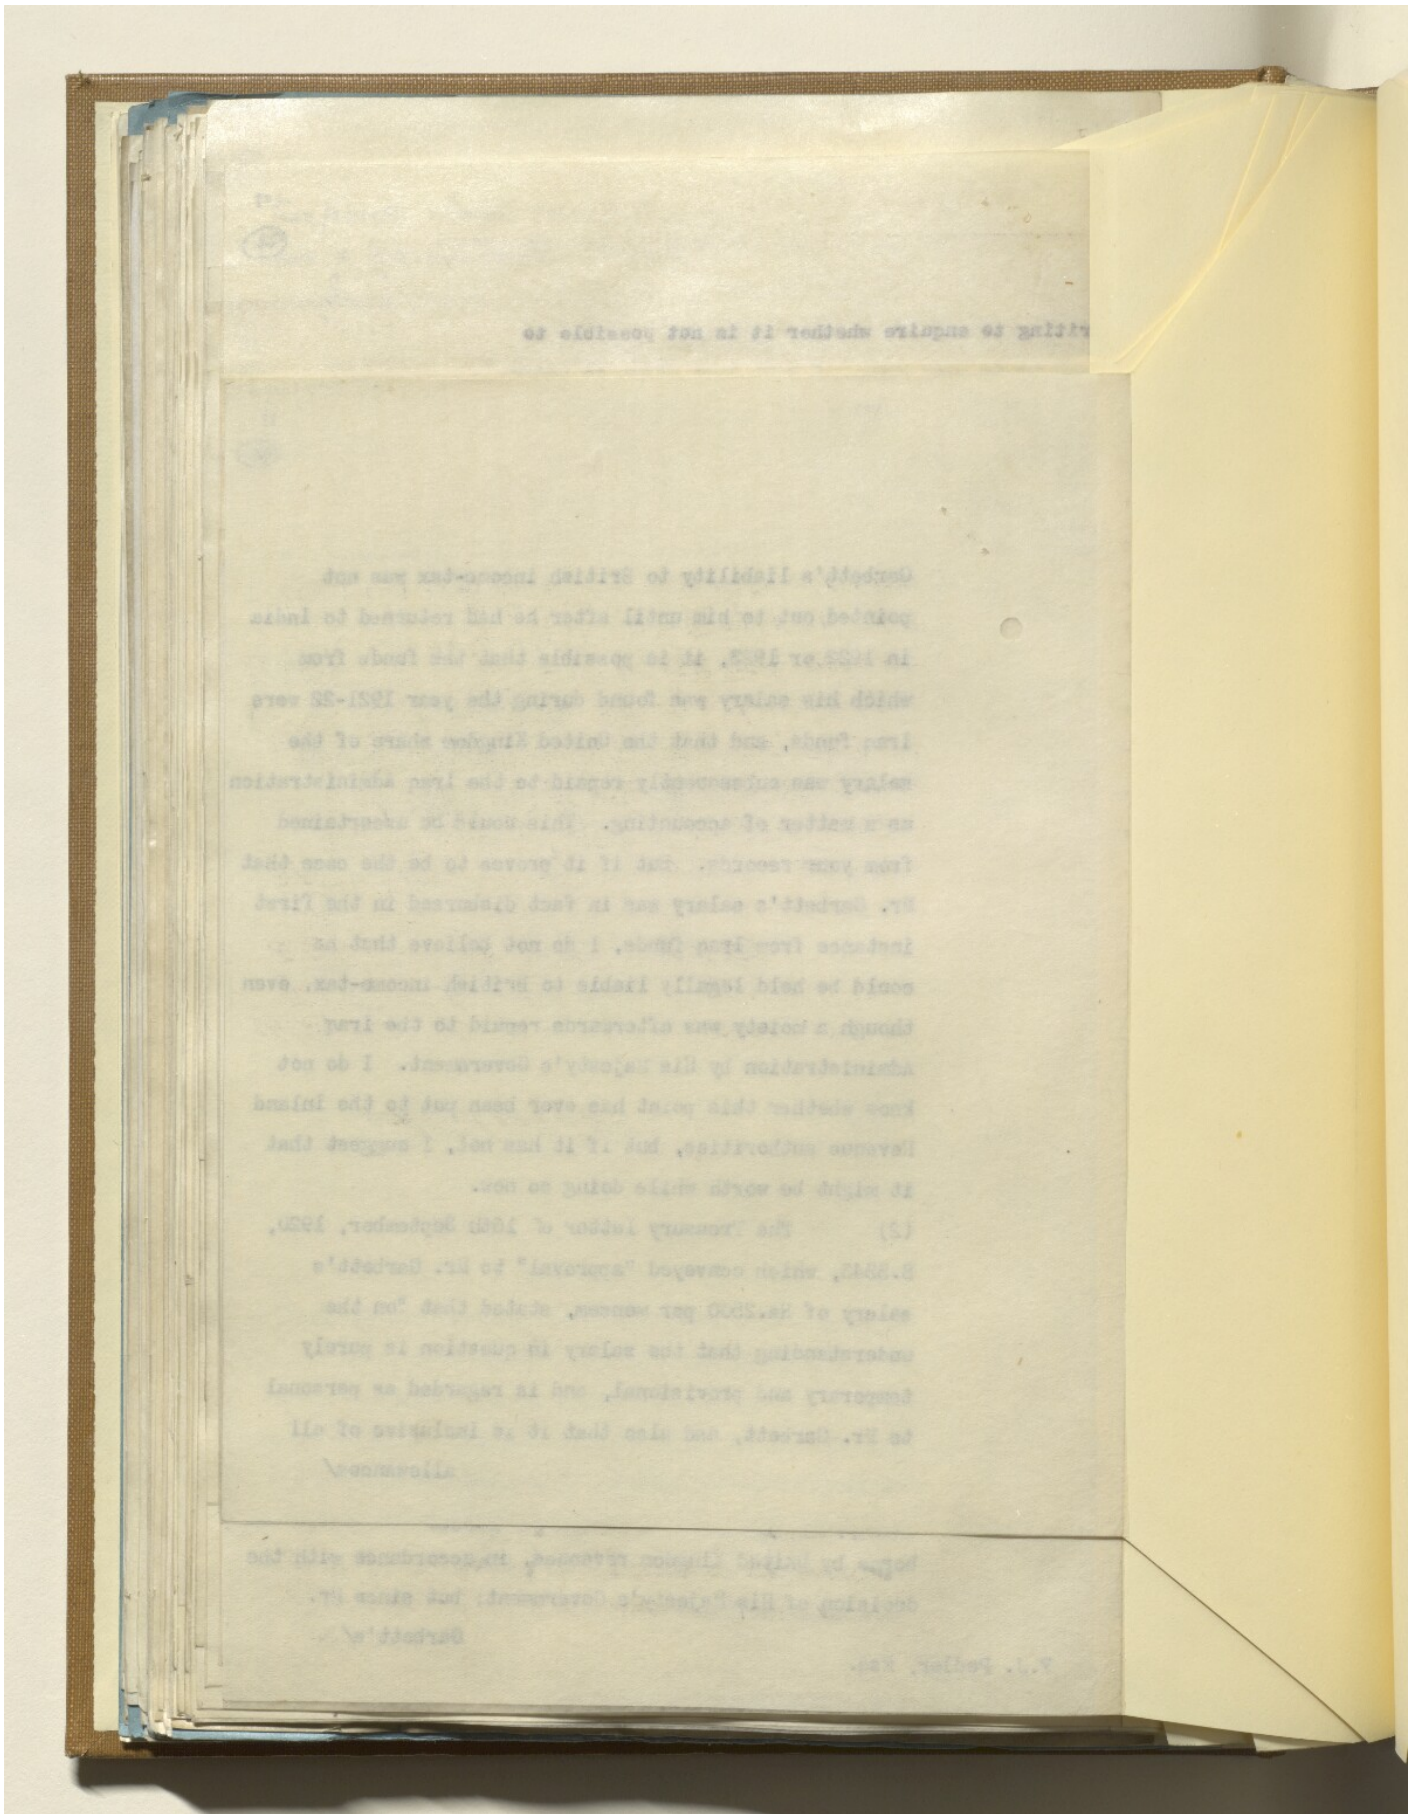 riting to enquire whether it is not possible to
Garbett's liability to British income-tax was not
pointed out to him until after he had returned to India
in 1922 or 1923, it is possible that the funds from
which his salary was found during the year 1921-22 were
Iraq funds, and that the United Kingdom share of the
salary was subsequently repaid to the Iraq administration
as a matter of accounting. This could be ascertained
from your records. But if it proves to be the case that
Mr. Garbett's salary was in fact disbursed in the first
instance from Iraq funds, I do not believe that he
could be held legally liable to British income-tax, even
though a moiety was afterwards repaid to the Iraq
Administration by His Majesty's Government. I do not
know whether this point has ever been put to the Inland
Revenue authorities, but if it has not, I suggest that
it might be worth while doing so now.
(2) The Treasury letter of 16th September, 1920,
which conveyed "approval" to Mr. Garbett's
salary of Rs.2500 per mensem, stated that "on the
understanding that the salary in question is purely
temporary and provisional, and is regarded as personal
to Mr. Garbett, and also that it is inclusive of all
allowances/
borne by United Kingdom revenues, in accordance with the
decision of His Majesty's Government; but since Mr.
Garbett's/
F.J. Pedler, Esq.